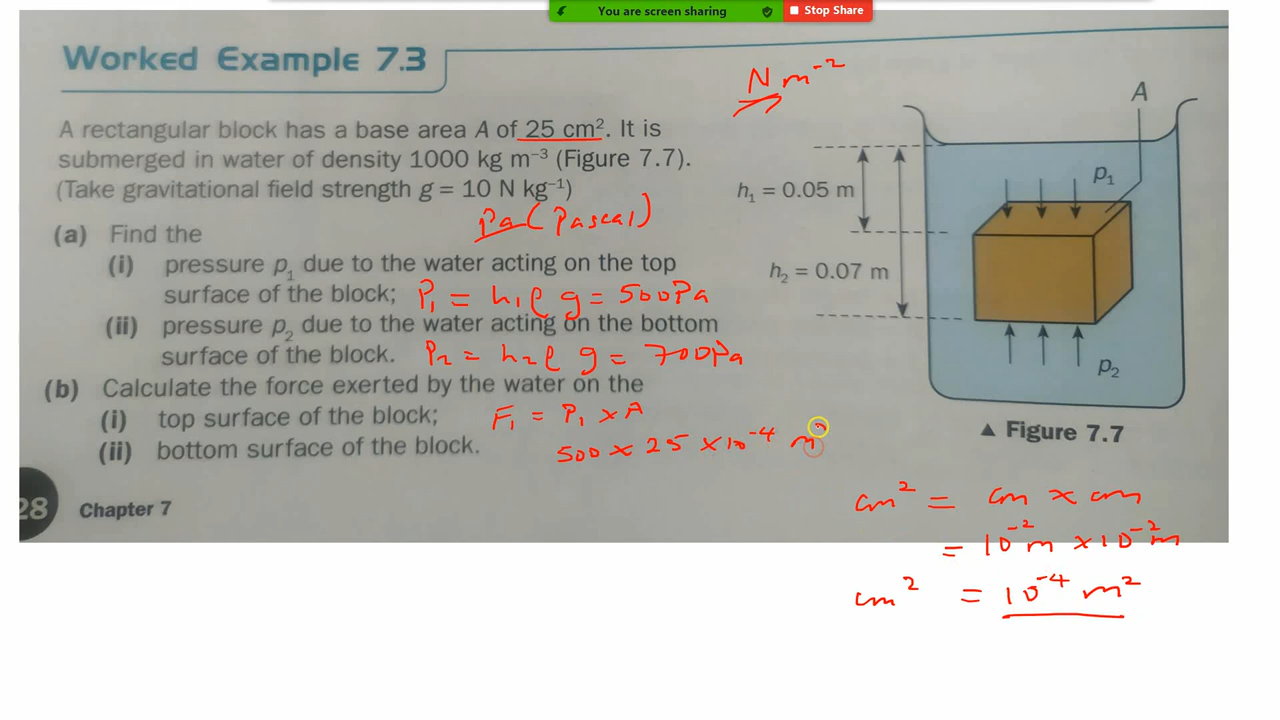 You are screen sharing
Stop Share
Worked Example 7.3
N m⁻²
A
A rectangular block has a base area A of 25 cm². It is
submerged in water of density 1000 kg m⁻³ (Figure 7.7).
(Take gravitational field strength g = 10 N kg⁻¹)
Pa (Pascal)
(a) Find the
(i) pressure p₁ due to the water acting on the top
surface of the block; P₁ = h₁ρg = 500Pa
(ii) pressure p₂ due to the water acting on the bottom
surface of the block. P₂ = h₂ρg = 700Pa
(b) Calculate the force exerted by the water on the
(i) top surface of the block; F₁ = P₁ × A
500 × 25 × 10⁻⁴ m²
(ii) bottom surface of the block.
h₁ = 0.05 m
h₂ = 0.07 m
p₁
p₂
▲ Figure 7.7
28 Chapter 7
cm² = cm × cm
= 10⁻²m × 10⁻²m
cm² = 10⁻⁴ m²